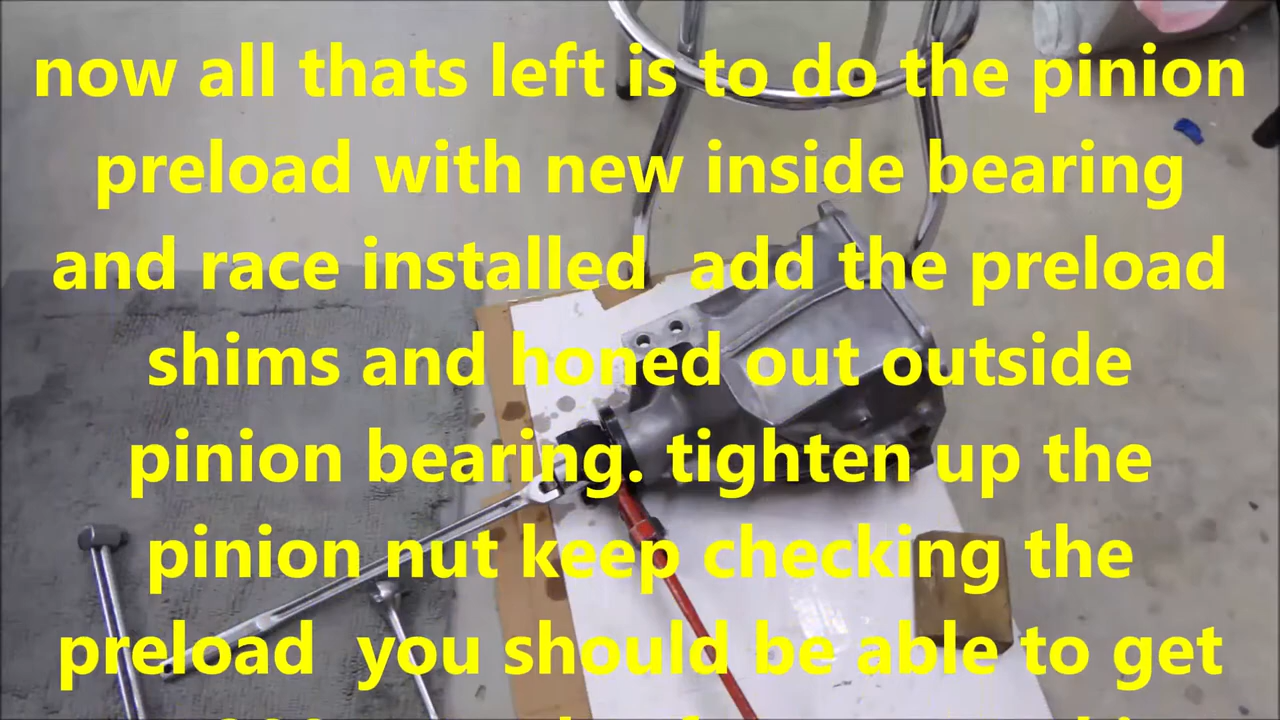 now all thats left is to do the pinion
preload with new inside bearing
and race installed  add the preload
shims and honed out outside
pinion bearing. tighten up the
pinion nut keep checking the
preload  you should be able to get